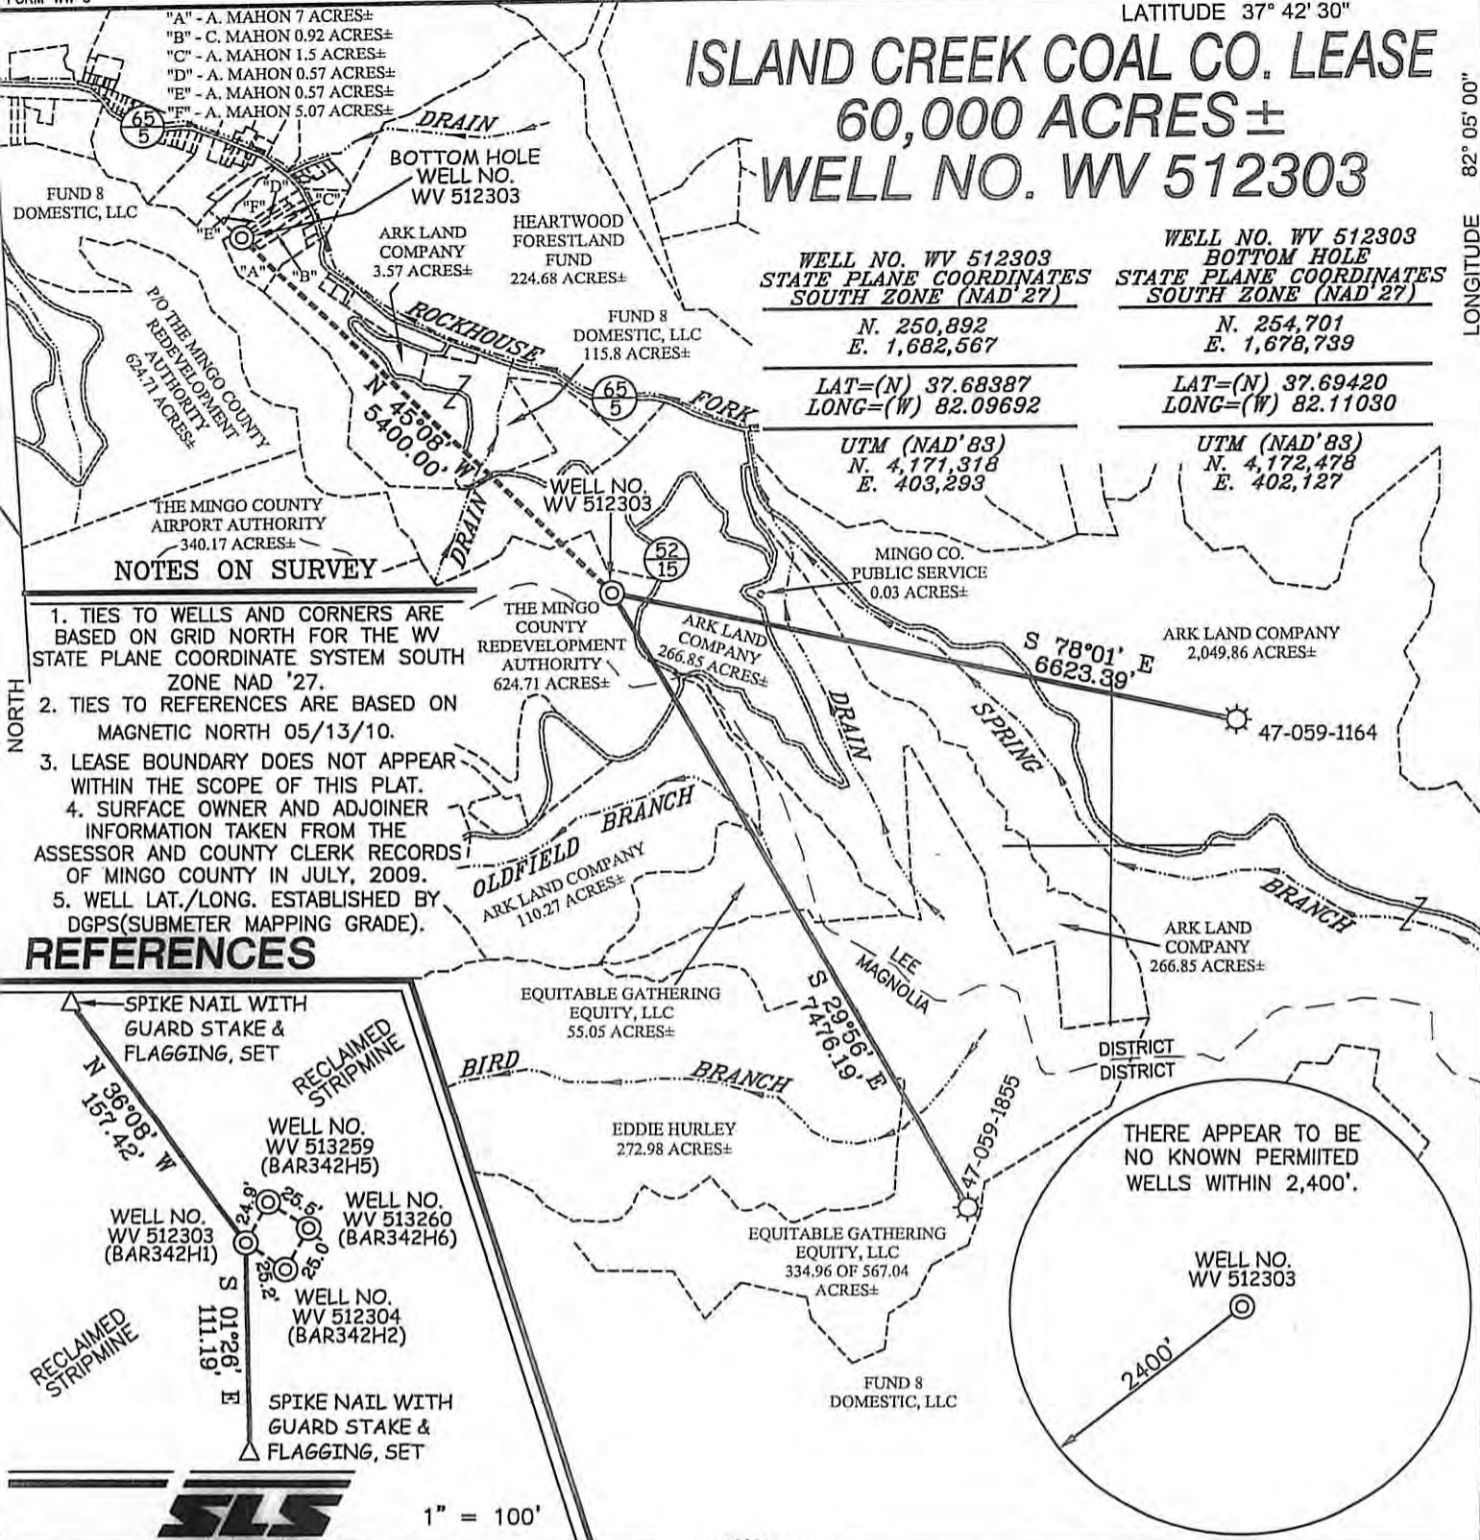 "A" - A. MAHON 7 ACRES±
"B" - C. MAHON 0.92 ACRES±
"C" - A. MAHON 1.5 ACRES±
"D" - A. MAHON 0.57 ACRES±
"E" - A. MAHON 0.57 ACRES±
"F" - A. MAHON 5.07 ACRES±
LATITUDE 37° 42' 30"
ISLAND CREEK COAL CO. LEASE
60,000 ACRES ±
WELL NO. WV 512303
LONGITUDE 82° 05' 00"
65
5
DRAIN
BOTTOM HOLE
WELL NO.
WV 512303
FUND 8
DOMESTIC, LLC
"D"
"C"
"F"
"E"
"A"
"B"
ARK LAND
COMPANY
3.57 ACRES±
HEARTWOOD
FORESTLAND
FUND
224.68 ACRES±
FUND 8
DOMESTIC, LLC
115.8 ACRES±
ROCKHOUSE
FORK
65
5
P/O THE MINGO COUNTY
REDEVELOPMENT
AUTHORITY
624.71 ACRES±
N 45°08' W
5400.00'
WELL NO. WV 512303
STATE PLANE COORDINATES
SOUTH ZONE (NAD'27)
N. 250,892
E. 1,682,567
LAT=(N) 37.68387
LONG=(W) 82.09692
UTM (NAD'83)
N. 4,171,318
E. 403,293
WELL NO. WV 512303
BOTTOM HOLE
STATE PLANE COORDINATES
SOUTH ZONE (NAD'27)
N. 254,701
E. 1,678,739
LAT=(N) 37.69420
LONG=(W) 82.11030
UTM (NAD'83)
N. 4,172,478
E. 402,127
THE MINGO COUNTY
AIRPORT AUTHORITY
340.17 ACRES±
DRAIN
WELL NO.
WV 512303
52
15
MINGO CO.
PUBLIC SERVICE
0.03 ACRES±
NORTH
NOTES ON SURVEY
1. TIES TO WELLS AND CORNERS ARE
BASED ON GRID NORTH FOR THE WV
STATE PLANE COORDINATE SYSTEM SOUTH
ZONE NAD '27.
2. TIES TO REFERENCES ARE BASED ON
MAGNETIC NORTH 05/13/10.
3. LEASE BOUNDARY DOES NOT APPEAR
WITHIN THE SCOPE OF THIS PLAT.
4. SURFACE OWNER AND ADJOINER
INFORMATION TAKEN FROM THE
ASSESSOR AND COUNTY CLERK RECORDS
OF MINGO COUNTY IN JULY, 2009.
5. WELL LAT./LONG. ESTABLISHED BY
DGPS(SUBMETER MAPPING GRADE).
THE MINGO
COUNTY
REDEVELOPMENT
AUTHORITY
624.71 ACRES±
ARK LAND
COMPANY
266.85 ACRES±
S 78°01' E
6623.39'
ARK LAND COMPANY
2,049.86 ACRES±
47-059-1164
DRAIN
SPRING
BRANCH
OLDFIELD BRANCH
ARK LAND COMPANY
110.27 ACRES±
ARK LAND
COMPANY
266.85 ACRES±
LEE
MAGNOLIA
DISTRICT
DISTRICT
EQUITABLE GATHERING
EQUITY, LLC
55.05 ACRES±
S 29°56' E
7476.19'
BIRD BRANCH
EDDIE HURLEY
272.98 ACRES±
47-059-1855
EQUITABLE GATHERING
EQUITY, LLC
334.96 OF 567.04
ACRES±
FUND 8
DOMESTIC, LLC
REFERENCES
SPIKE NAIL WITH
GUARD STAKE &
FLAGGING, SET
N 36°08' W
157.42'
RECLAIMED
STRIPMINE
WELL NO.
WV 513259
(BAR342H5)
24.9'
25.5'
WELL NO.
WV 513260
(BAR342H6)
WELL NO.
WV 512303
(BAR342H1)
25.2'
25.0'
WELL NO.
WV 512304
(BAR342H2)
S 01°26' E
111.19'
RECLAIMED
STRIPMINE
SPIKE NAIL WITH
GUARD STAKE &
FLAGGING, SET
SLS
1" = 100'
THERE APPEAR TO BE
NO KNOWN PERMIITED
WELLS WITHIN 2,400'.
WELL NO.
WV 512303
2400'